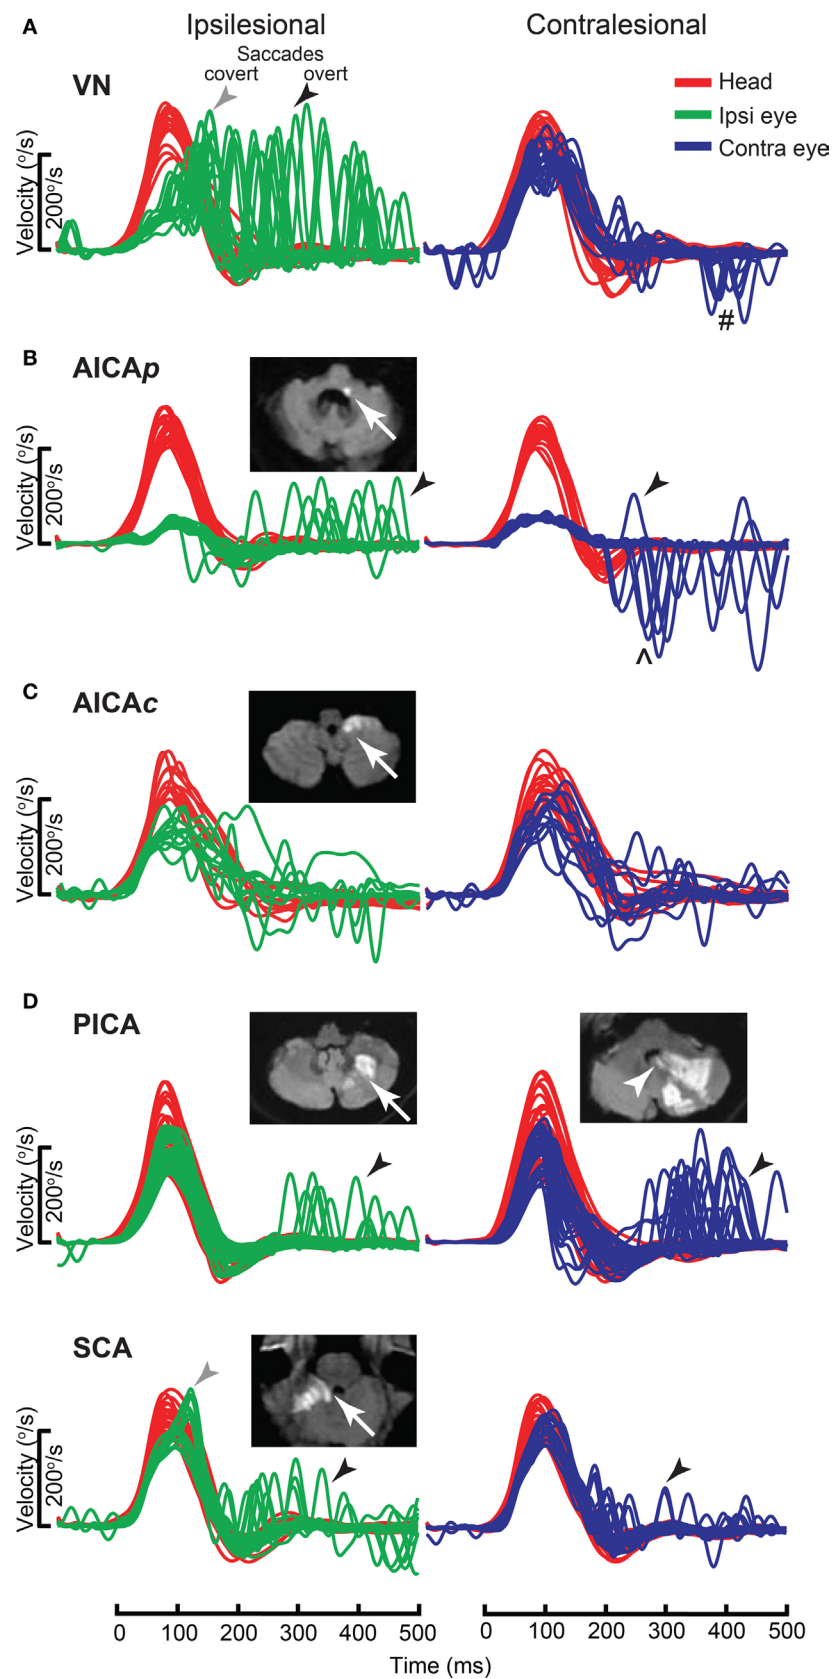 A
Ipsilesional
Contralesional
Saccades
covert
overt
VN
Head
Ipsi eye
Contra eye
Velocity (°/s)
200°/s
#
B
AICAp
Velocity (°/s)
200°/s
^
C
AICAc
Velocity (°/s)
200°/s
D
PICA
Velocity (°/s)
200°/s
SCA
Velocity (°/s)
200°/s
0 100 200 300 400 500
0 100 200 300 400 500
Time (ms)